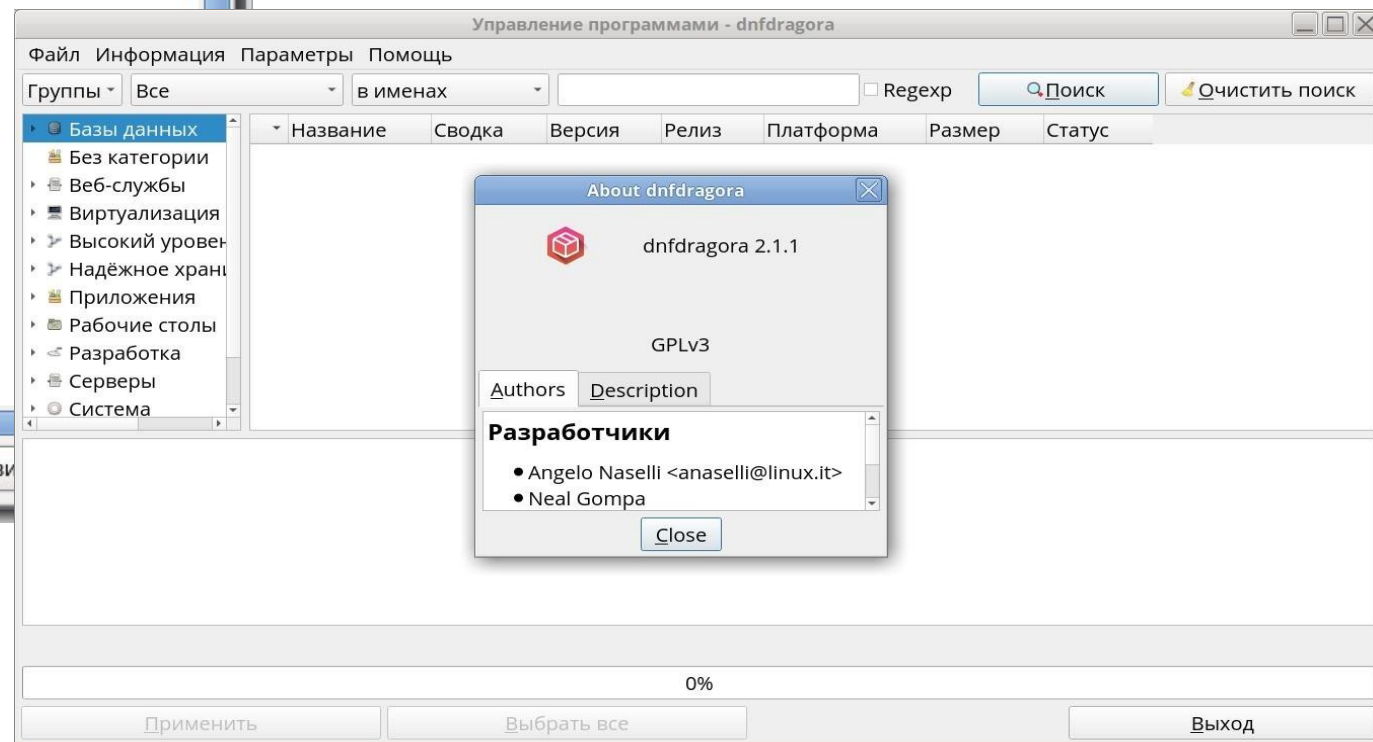 Управление программами - dnfdragora
Файл Информация Параметры Помощь
Группы Все в именах Regexp Поиск Очистить поиск
Название Сводка Версия Релиз Платформа Размер Статус
Базы данных
Без категории
Веб-службы
Виртуализация
Высокий уровен
Надёжное храни
Приложения
Рабочие столы
Разработка
Серверы
Система
About dnfdragora
dnfdragora 2.1.1
GPLv3
Authors Description
Разработчики
Angelo Naselli <anaselli@linux.it>
Neal Gompa
Close
0%
Применить Выбрать все Выход